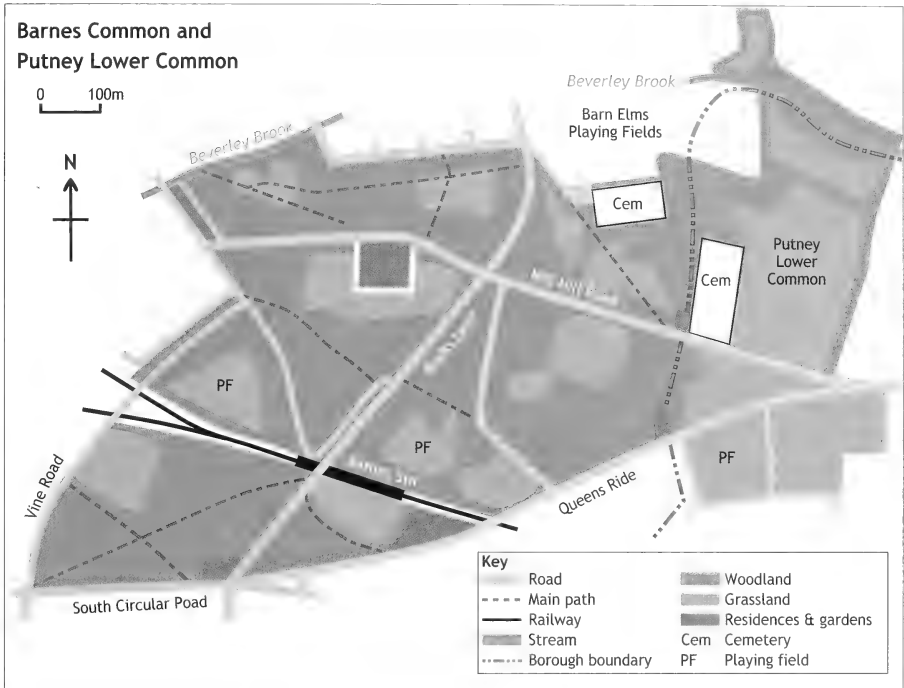 Barnes Common and
Putney Lower Common
0 100m
N
Beverley Brook
Beverley Brook
Barn Elms
Playing Fields
Cem
Cem
Putney
Lower
Common
PF
PF
PF
Vine Road
Queens Ride
South Circular Poad
Key
Road
Main path
Railway
Stream
Borough boundary
Woodland
Grassland
Residences & gardens
Cem Cemetery
PF Playing field